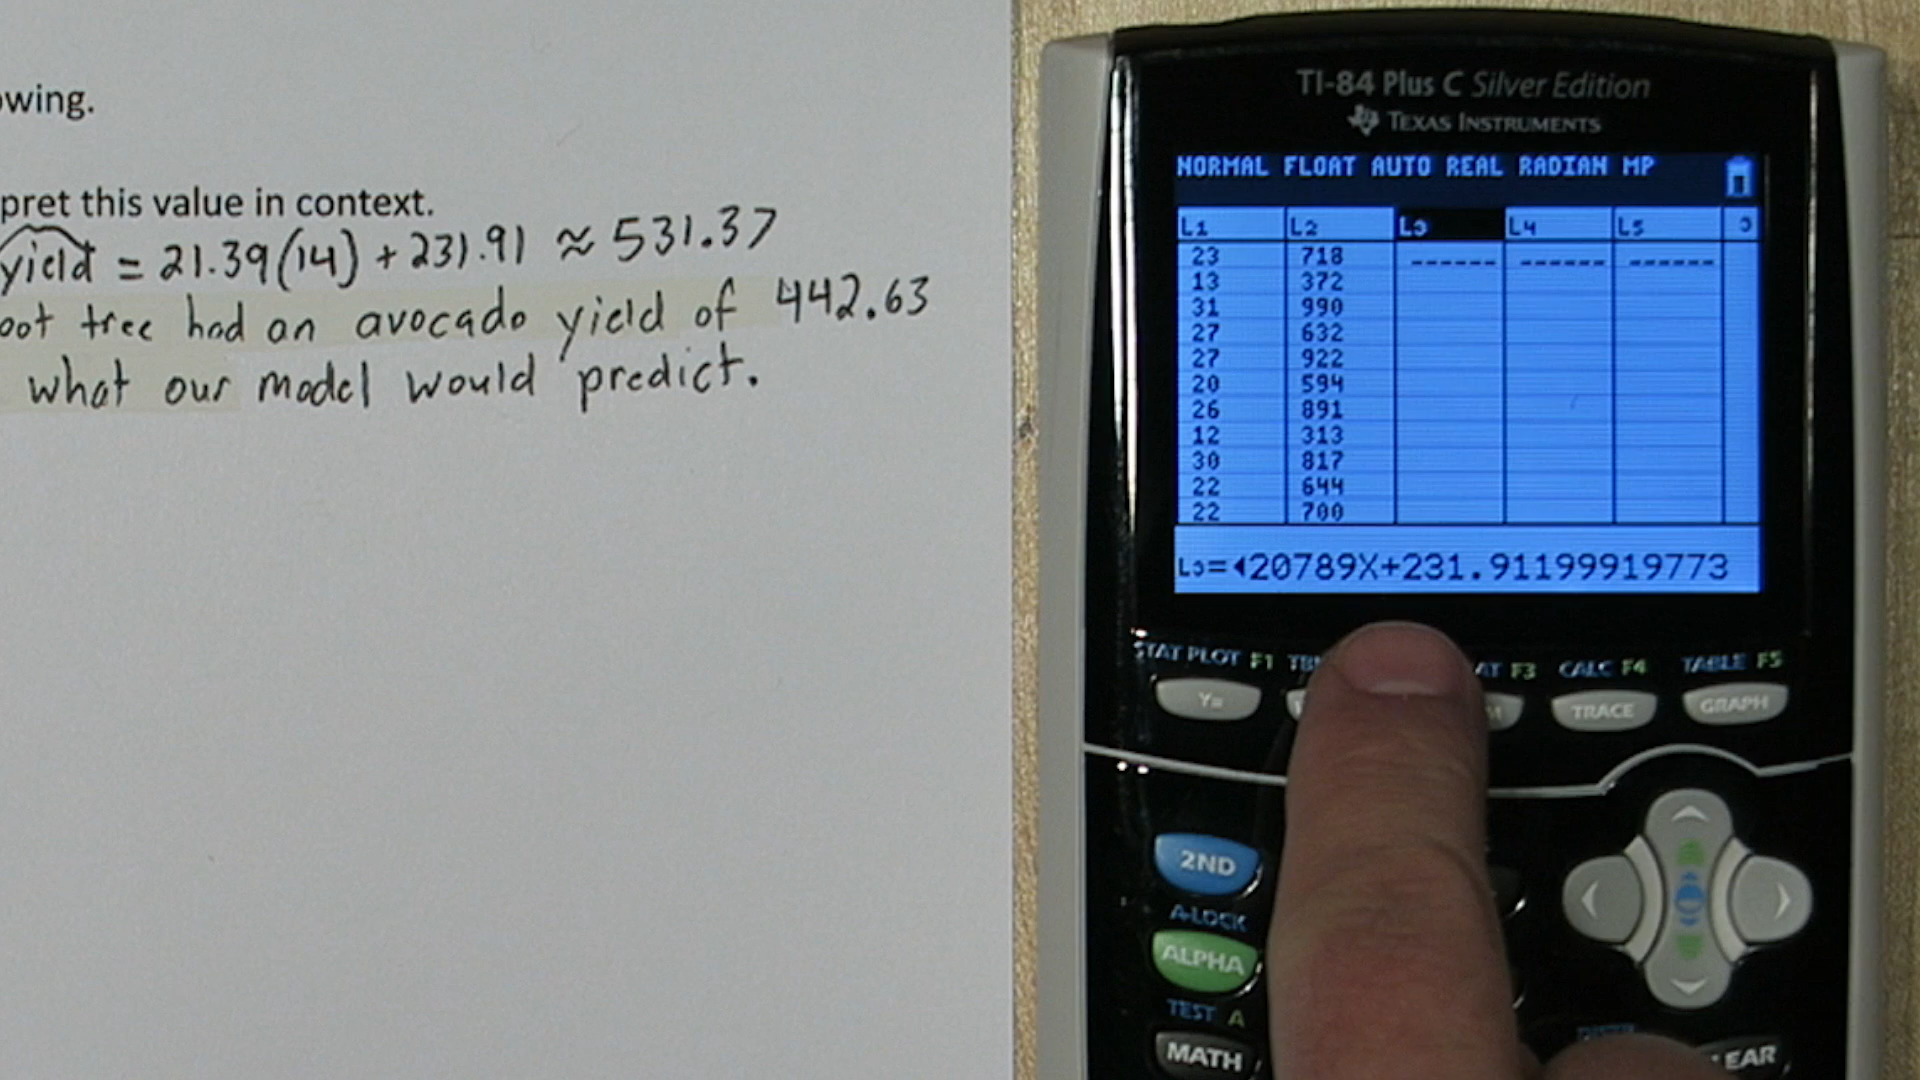 owing.
pret this value in context.
yield = 21.39(14) + 231.91 ≈ 531.37
oot tree had an avocado yield of 442.63
what our model would predict.
TI-84 Plus C Silver Edition
TEXAS INSTRUMENTS
NORMAL FLOAT AUTO REAL RADIAN MP
L1 L2 L3 L4 L5 3
23 718 ------ ------ ------
13 372
31 990
27 632
27 922
20 594
26 891
12 313
30 817
22 644
22 700
L3=◂20789X+231.91199919773
STAT PLOT F1 F3 CALC F4 TABLE F5
Y= TRACE GRAPH
2ND
A-LOCK
ALPHA
TEST A
MATH
LEAR